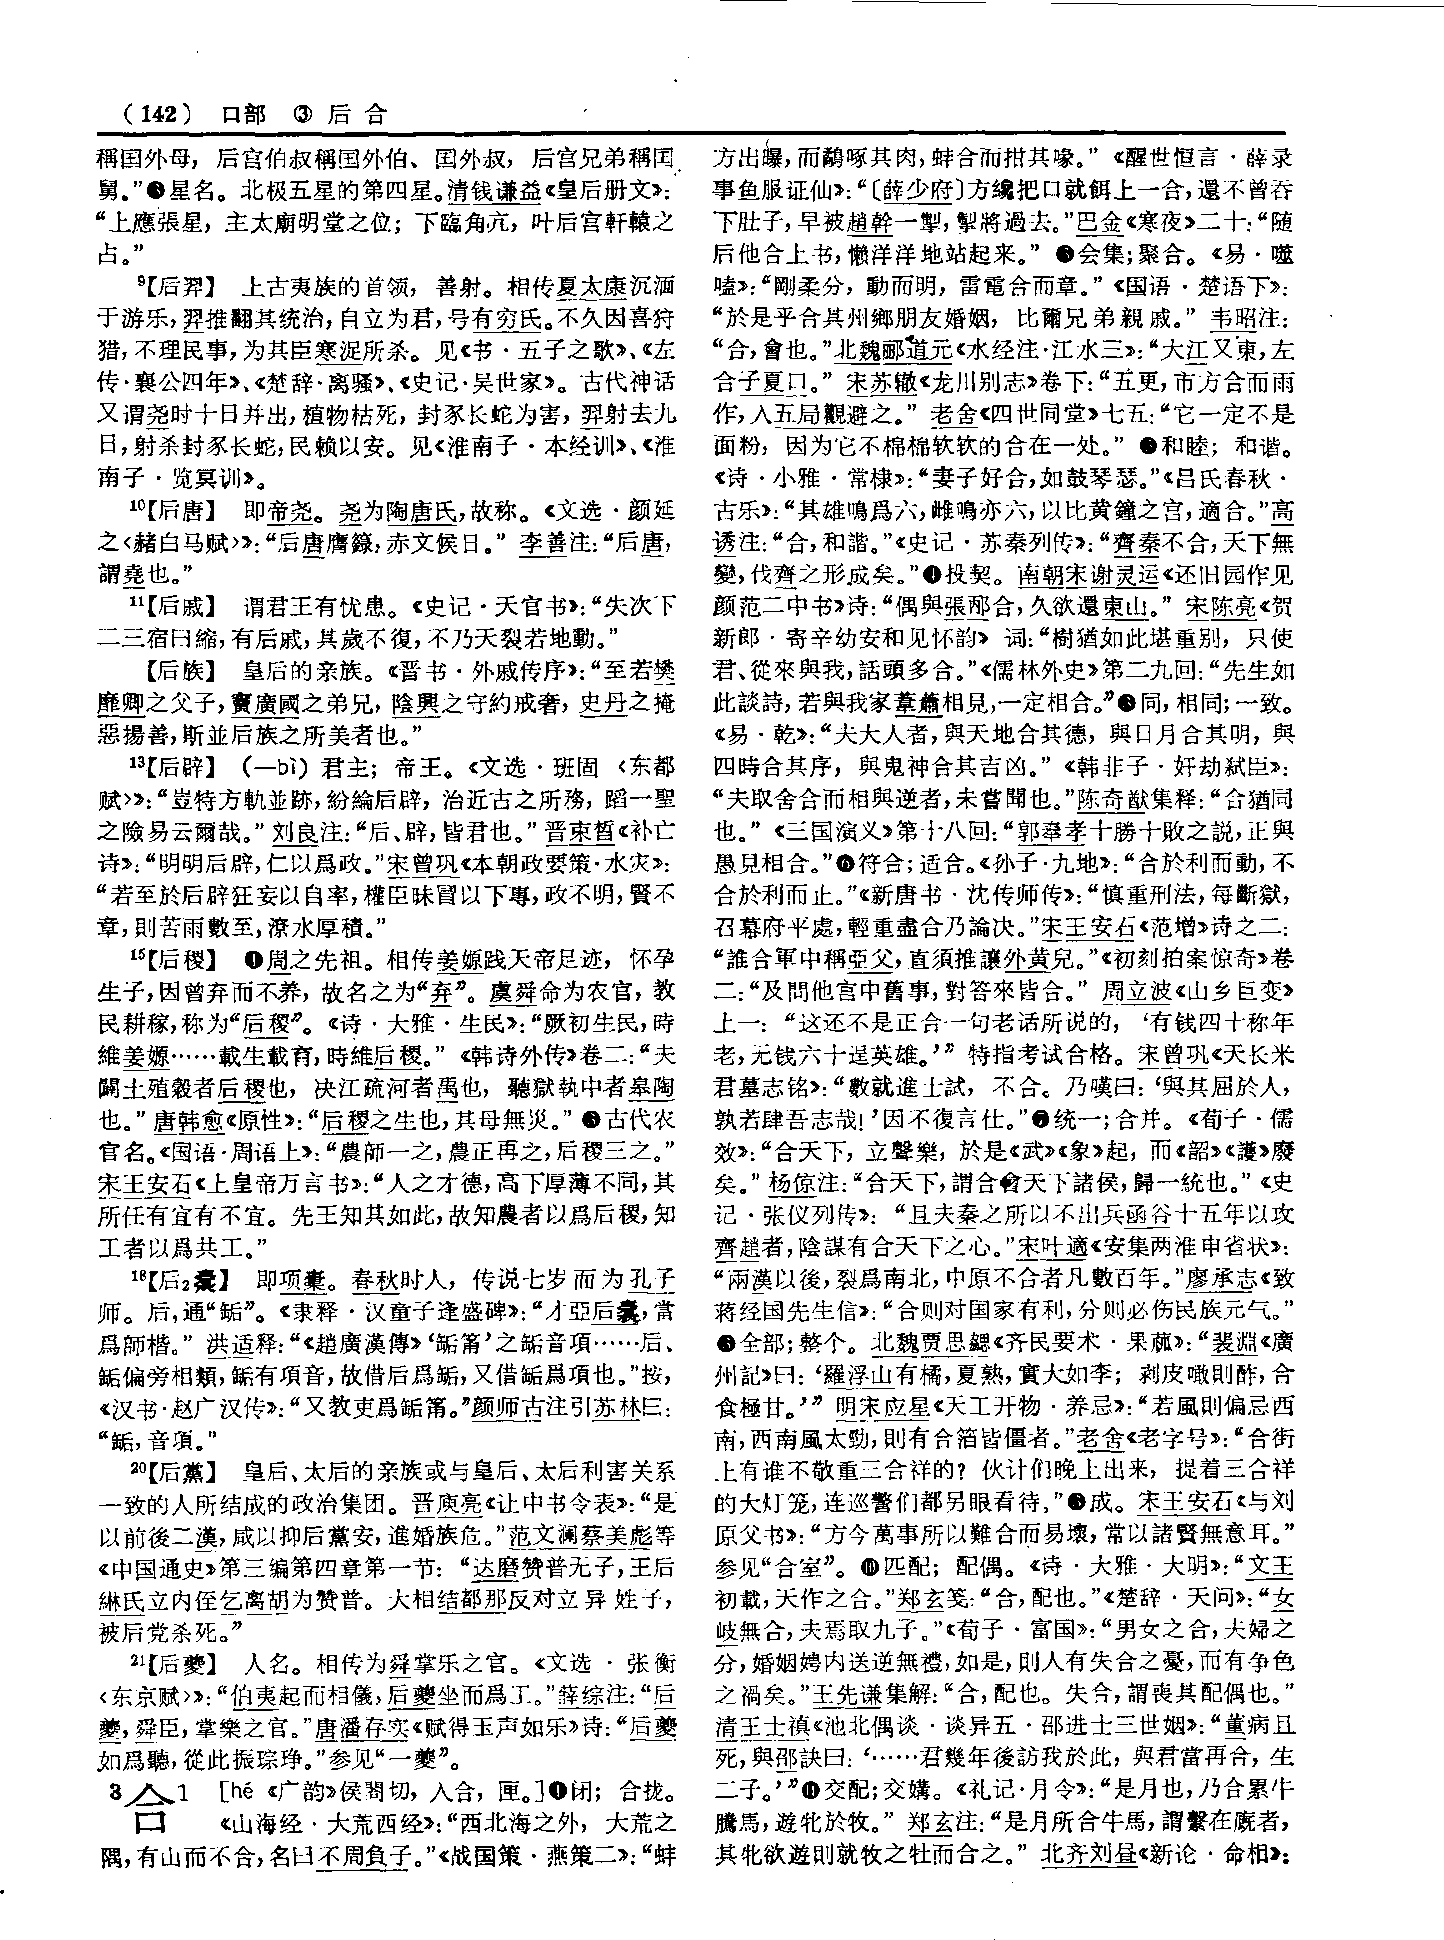 （142） 口部 ③ 后 合
稱国外母，后宫伯叔稱国外伯、国外叔，后宫兄弟稱国
舅。”❸星名。北极五星的第四星。清钱谦益《皇后册文》：
“上應張星，主太廟明堂之位；下臨角亢，叶后宫軒轅之
占。”
⁹【后羿】 上古夷族的首领，善射。相传夏太康沉湎
于游乐，羿推翻其统治，自立为君，号有穷氏。不久因喜狩
猎，不理民事，为其臣寒浞所杀。见《书·五子之歌》、《左
传·襄公四年》、《楚辞·离骚》、《史记·吴世家》。古代神话
又谓尧时十日并出，植物枯死，封豕长蛇为害，羿射去九
日，射杀封豕长蛇，民赖以安。见《淮南子·本经训》、《淮
南子·览冥训》。
¹⁰【后唐】 即帝尧。尧为陶唐氏，故称。《文选·颜延
之〈赭白马赋〉》：“后唐膺籙，赤文候日。” 李善注：“后唐，
謂堯也。”
¹¹【后戚】 谓君王有忧患。《史记·天官书》：“失次下
二三宿曰縮，有后戚，其歲不復，不乃天裂若地動。”
【后族】 皇后的亲族。《晋书·外戚传序》：“至若樊
靡卿之父子，竇廣國之弟兄，陰興之守約戒奢，史丹之掩
惡揚善，斯並后族之所美者也。”
¹³【后辟】 （—bì）君主；帝王。《文选·班固〈东都
赋〉》：“豈特方軌並跡，紛綸后辟，治近古之所務，蹈一聖
之險易云爾哉。” 刘良注：“后、辟，皆君也。” 晋束皙《补亡
诗》：“明明后辟，仁以爲政。”宋曾巩《本朝政要策·水灾》：
“若至於后辟狂妄以自率，權臣昧冒以下專，政不明，賢不
章，則苦雨數至，潦水厚積。”
¹⁵【后稷】 ❶周之先祖。相传姜嫄践天帝足迹，怀孕
生子，因曾弃而不养，故名之为“弃”。虞舜命为农官，教
民耕稼，称为“后稷”。《诗·大雅·生民》：“厥初生民，時
維姜嫄……載生載育，時維后稷。”《韩诗外传》卷二：“夫
闢土殖穀者后稷也，决江疏河者禹也，聽獄執中者皋陶
也。” 唐韩愈《原性》：“后稷之生也，其母無災。” ❷古代农
官名。《国语·周语上》：“農師一之，農正再之，后稷三之。”
宋王安石《上皇帝万言书》：“人之才德，高下厚薄不同，其
所任有宜有不宜。先王知其如此，故知農者以爲后稷，知
工者以爲共工。”
¹⁸【后₂橐】 即项橐。春秋时人，传说七岁而为孔子
师。后，通“缿”。《隶释·汉童子逢盛碑》：“才亞后橐，當
爲師楷。” 洪适释：“《趙廣漢傳》‘缿筩’之缿音項……后、
缿偏旁相類，缿有項音，故借后爲缿，又借缿爲項也。”按，
《汉书·赵广汉传》：“又教吏爲缿筩。”颜师古注引苏林曰：
“缿，音項。”
²⁰【后黨】 皇后、太后的亲族或与皇后、太后利害关系
一致的人所结成的政治集团。晋庾亮《让中书令表》：“是
以前後二漢，咸以抑后黨安，進婚族危。”范文澜蔡美彪等
《中国通史》第三编第四章第一节：“达磨赞普无子，王后
綝氏立内侄乞离胡为赞普。大相结都那反对立异姓子，
被后党杀死。”
²¹【后夔】 人名。相传为舜掌乐之官。《文选·张衡
〈东京赋〉》：“伯夷起而相儀，后夔坐而爲工。”薛综注：“后
夔，舜臣，掌樂之官。”唐潘存实《赋得玉声如乐》诗：“后夔
如爲聽，從此振琮琤。”参见“一夔”。
3合1 [hé 《广韵》侯閤切，入合，匣。]❶闭；合拢。
《山海经·大荒西经》：“西北海之外，大荒之
隅，有山而不合，名曰不周負子。”《战国策·燕策二》：“蚌
方出曝，而鷸啄其肉，蚌合而拑其喙。”《醒世恒言·薛录
事鱼服证仙》：“〔薛少府〕方纔把口就餌上一合，還不曾吞
下肚子，早被趙幹一掣，掣將過去。”巴金《寒夜》二十：“随
后他合上书，懒洋洋地站起来。” ❷会集；聚合。《易·噬
嗑》：“剛柔分，動而明，雷電合而章。”《国语·楚语下》：
“於是乎合其州鄉朋友婚姻，比爾兄弟親戚。” 韦昭注：
“合，會也。”北魏郦道元《水经注·江水三》：“大江又東，左
合子夏口。” 宋苏辙《龙川别志》卷下：“五更，市方合而雨
作，入五局觀避之。” 老舍《四世同堂》七五：“它一定不是
面粉，因为它不棉棉软软的合在一处。” ❸和睦；和谐。
《诗·小雅·常棣》：“妻子好合，如鼓琴瑟。”《吕氏春秋·
古乐》：“其雄鳴爲六，雌鳴亦六，以比黄鐘之宫，適合。”高
诱注：“合，和諧。”《史记·苏秦列传》：“齊秦不合，天下無
變，伐齊之形成矣。”❹投契。南朝宋谢灵运《还旧园作见
颜范二中书》诗：“偶與張邴合，久欲還東山。” 宋陈亮《贺
新郎·寄辛幼安和见怀韵》词：“樹猶如此堪重别，只使
君、從來與我，話頭多合。”《儒林外史》第二九回：“先生如
此談詩，若與我家葦蕭相見，一定相合。”❺同，相同；一致。
《易·乾》：“夫大人者，與天地合其德，與日月合其明，與
四時合其序，與鬼神合其吉凶。”《韩非子·奸劫弑臣》：
“夫取舍合而相與逆者，未嘗聞也。”陈奇猷集释：“合猶同
也。”《三国演义》第十八回：“郭奉孝十勝十敗之説，正與
愚見相合。”❻符合；适合。《孙子·九地》：“合於利而動，不
合於利而止。”《新唐书·沈传师传》：“慎重刑法，每斷獄，
召幕府平處，輕重盡合乃論决。”宋王安石《范增》诗之二：
“誰合軍中稱亞父，直須推讓外黄兒。”《初刻拍案惊奇》卷
二：“及問他宫中舊事，對答來皆合。” 周立波《山乡巨变》
上一：“这还不是正合一句老话所说的，‘有钱四十称年
老，无钱六十逞英雄。’” 特指考试合格。宋曾巩《天长米
君墓志铭》：“數就進士試，不合。乃嘆曰：‘與其屈於人，
孰若肆吾志哉！’因不復言仕。”❼统一；合并。《荀子·儒
效》：“合天下，立聲樂，於是《武》《象》起，而《韶》《護》廢
矣。” 杨倞注：“合天下，謂合會天下諸侯，歸一統也。”《史
记·张仪列传》：“且夫秦之所以不出兵函谷十五年以攻
齊趙者，陰謀有合天下之心。”宋叶適《安集两淮申省状》：
“兩漢以後，裂爲南北，中原不合者凡數百年。”廖承志《致
蒋经国先生信》：“合则对国家有利，分则必伤民族元气。”
❽全部；整个。北魏贾思勰《齐民要术·果蓏》：“裴淵《廣
州記》曰：‘羅浮山有橘，夏熟，實大如李；剥皮噉則酢，合
食極甘。’” 明宋应星《天工开物·养忌》：“若風則偏忌西
南，西南風太勁，則有合箔皆僵者。”老舍《老字号》：“合街
上有谁不敬重三合祥的？伙计们晚上出来，提着三合祥
的大灯笼，连巡警们都另眼看待。”❾成。宋王安石《与刘
原父书》：“方今萬事所以難合而易壞，常以諸賢無意耳。”
参见“合室”。❿匹配；配偶。《诗·大雅·大明》：“文王
初載，天作之合。”郑玄笺：“合，配也。”《楚辞·天问》：“女
岐無合，夫焉取九子。”《荀子·富国》：“男女之合，夫婦之
分，婚姻娉内送逆無禮，如是，則人有失合之憂，而有争色
之禍矣。”王先谦集解：“合，配也。失合，謂喪其配偶也。”
清王士禛《池北偶谈·谈异五·邵进士三世姻》：“董病且
死，與邵訣曰：‘……君幾年後訪我於此，與君當再合，生
二子。’”⓫交配；交媾。《礼记·月令》：“是月也，乃合累牛
騰馬，遊牝於牧。” 郑玄注：“是月所合牛馬，謂繫在廐者，
其牝欲遊則就牧之牡而合之。” 北齐刘昼《新论·命相》：